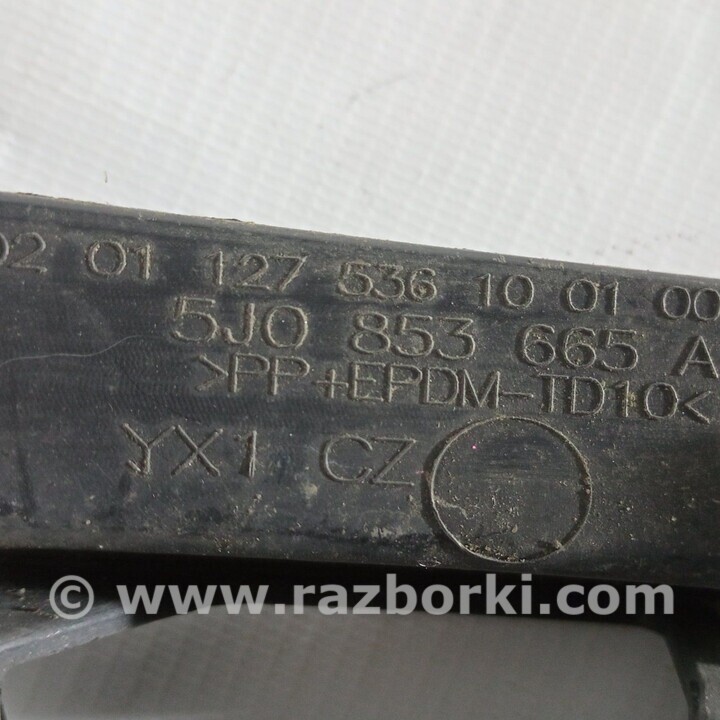 02 01 127 536 10 01 00
5J0 853 665 A
>PP+EPDM-TD10<
YX1 CZ
© www.razborki.com